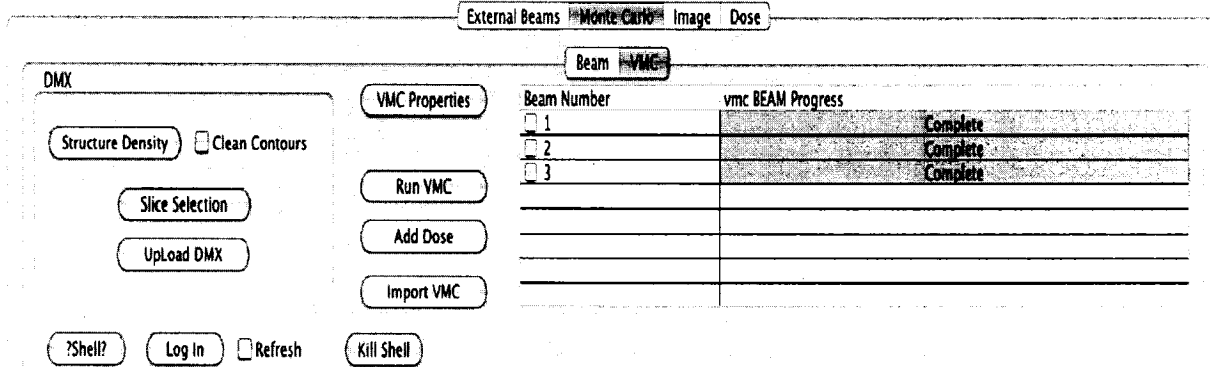 External Beams Monte Carlo Image Dose
Beam VMC
DMX
VMC Properties
Beam Number vmc BEAM Progress
1 Complete
Structure Density Clean Contours
2 Complete
3 Complete
Run VMC
Slice Selection
Add Dose
UpLoad DMX
Import VMC
?Shell? Log In Refresh Kill Shell